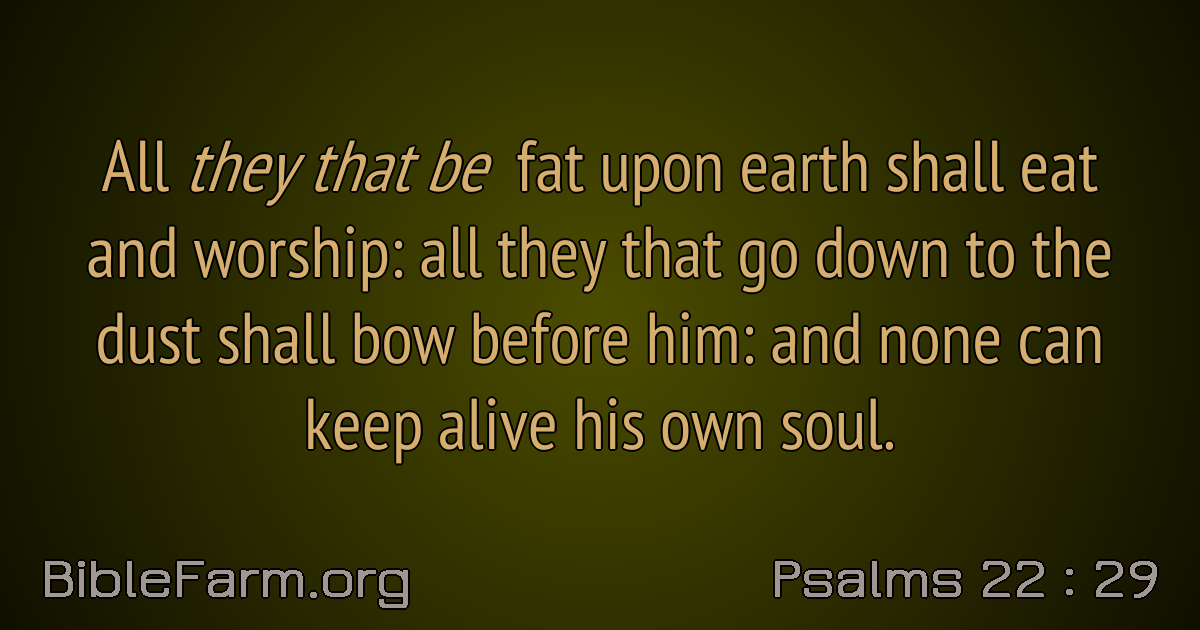 All they that be fat upon earth shall eat
and worship: all they that go down to the
dust shall bow before him: and none can
keep alive his own soul.
BibleFarm.org
Psalms 22 : 29